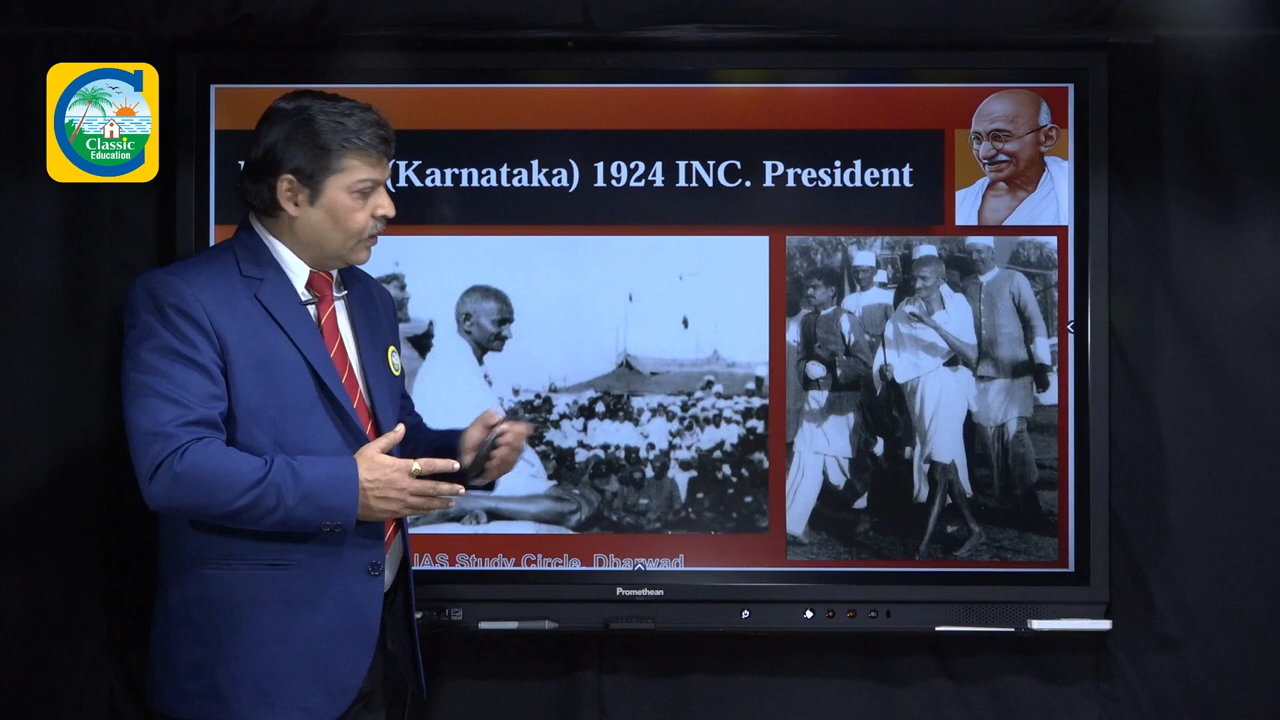 Classic
Education
(Karnataka) 1924 INC. President
IAS Study Circle, Dharwad
Promethean